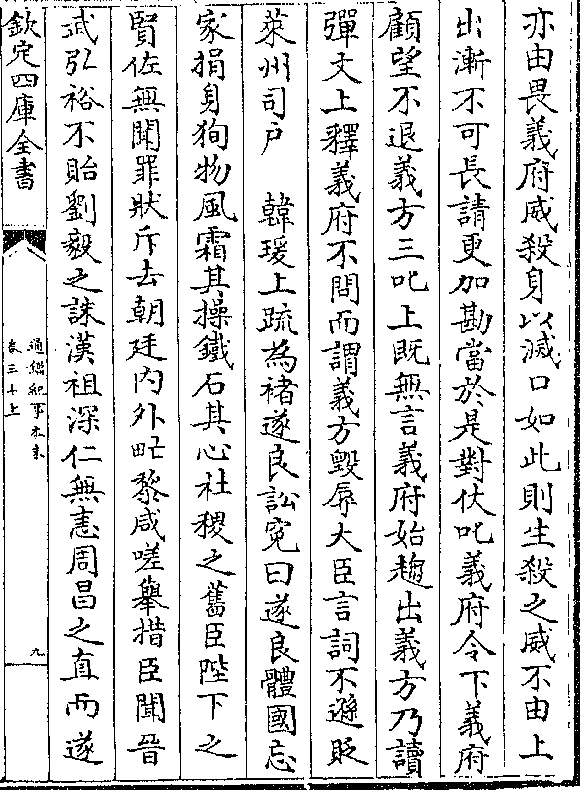 亦由畏義府威殺身以滅口如此則生殺之威不由上
出漸不可長請更加勘當於是對仗叱義府令下義府
顧望不退義方三叱上既無言義府始趨出義方乃讀
彈文上釋義府不問而謂義方毀辱大臣言詞不遜貶
萊州司戶　韓瑗上疏為褚遂良訟冤曰遂良體國忘
家捐身狥物風霜其操鐵石其心社稷之舊臣陛下之
賢佐無聞罪狀斥去朝廷內外甿黎咸嗟舉措臣聞晉
武弘裕不貽劉毅之誅漢祖深仁無恚周昌之直而遂
欽定四庫全書
通鑑紀事本末
卷三十上
九